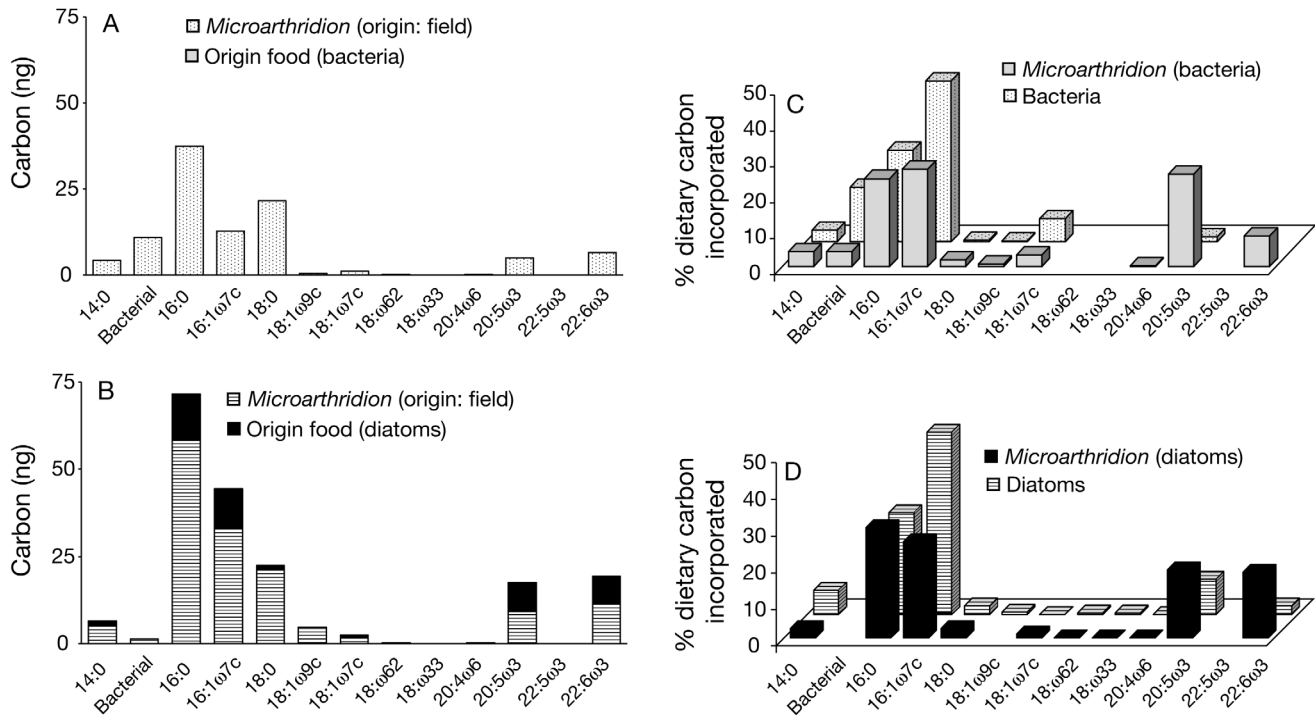 A
Microarthridion (origin: field)
Origin food (bacteria)
Carbon (ng)
75
50
25
0
14:0
Bacterial
16:0
16:1ω7c
18:0
18:1ω9c
18:1ω7c
18:ω62
18:ω33
20:4ω6
20:5ω3
22:5ω3
22:6ω3
B
Microarthridion (origin: field)
Origin food (diatoms)
Carbon (ng)
75
50
25
0
14:0
Bacterial
16:0
16:1ω7c
18:0
18:1ω9c
18:1ω7c
18:ω62
18:ω33
20:4ω6
20:5ω3
22:5ω3
22:6ω3
C
Microarthridion (bacteria)
Bacteria
% dietary carbon
incorporated
50
40
30
20
10
0
14:0
Bacterial
16:0
16:1ω7c
18:0
18:1ω9c
18:1ω7c
18:ω62
18:ω33
20:4ω6
20:5ω3
22:5ω3
22:6ω3
D
Microarthridion (diatoms)
Diatoms
% dietary carbon
incorporated
50
40
30
20
10
0
14:0
Bacterial
16:0
16:1ω7c
18:0
18:1ω9c
18:1ω7c
18:ω62
18:ω33
20:4ω6
20:5ω3
22:5ω3
22:6ω3